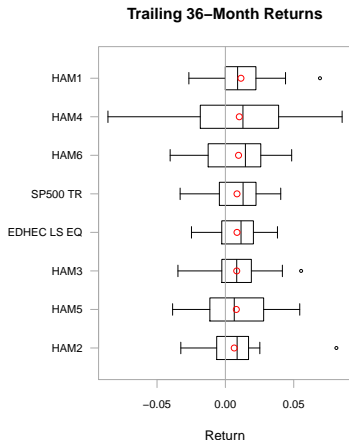 Trailing 36−Month Returns
HAM1
HAM4
HAM6
SP500 TR
EDHEC LS EQ
HAM3
HAM5
HAM2
−0.05 0.00 0.05
Return